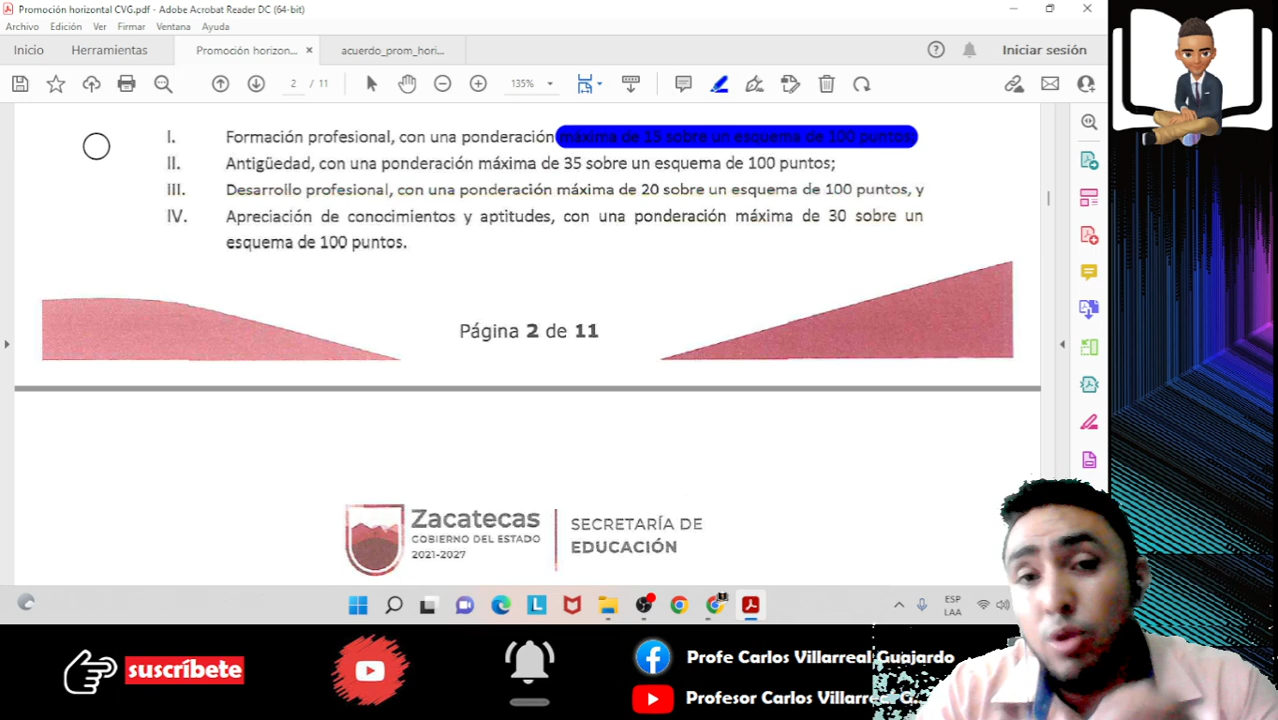 Promoción horizontal CVG.pdf - Adobe Acrobat Reader DC (64-bit)
Archivo Edición Ver Firmar Ventana Ayuda
Inicio Herramientas Promoción horizon... × acuerdo_prom_hori... Iniciar sesión
2 / 11 135%
I. Formación profesional, con una ponderación máxima de 15 sobre un esquema de 100 puntos;
II. Antigüedad, con una ponderación máxima de 35 sobre un esquema de 100 puntos;
III. Desarrollo profesional, con una ponderación máxima de 20 sobre un esquema de 100 puntos, y
IV. Apreciación de conocimientos y aptitudes, con una ponderación máxima de 30 sobre un
esquema de 100 puntos.
Página 2 de 11
Zacatecas
GOBIERNO DEL ESTADO
2021-2027
SECRETARÍA DE
EDUCACIÓN
ESP
LAA
suscríbete
Profe Carlos Villarreal Guajardo
Profesor Carlos Villarreal G...